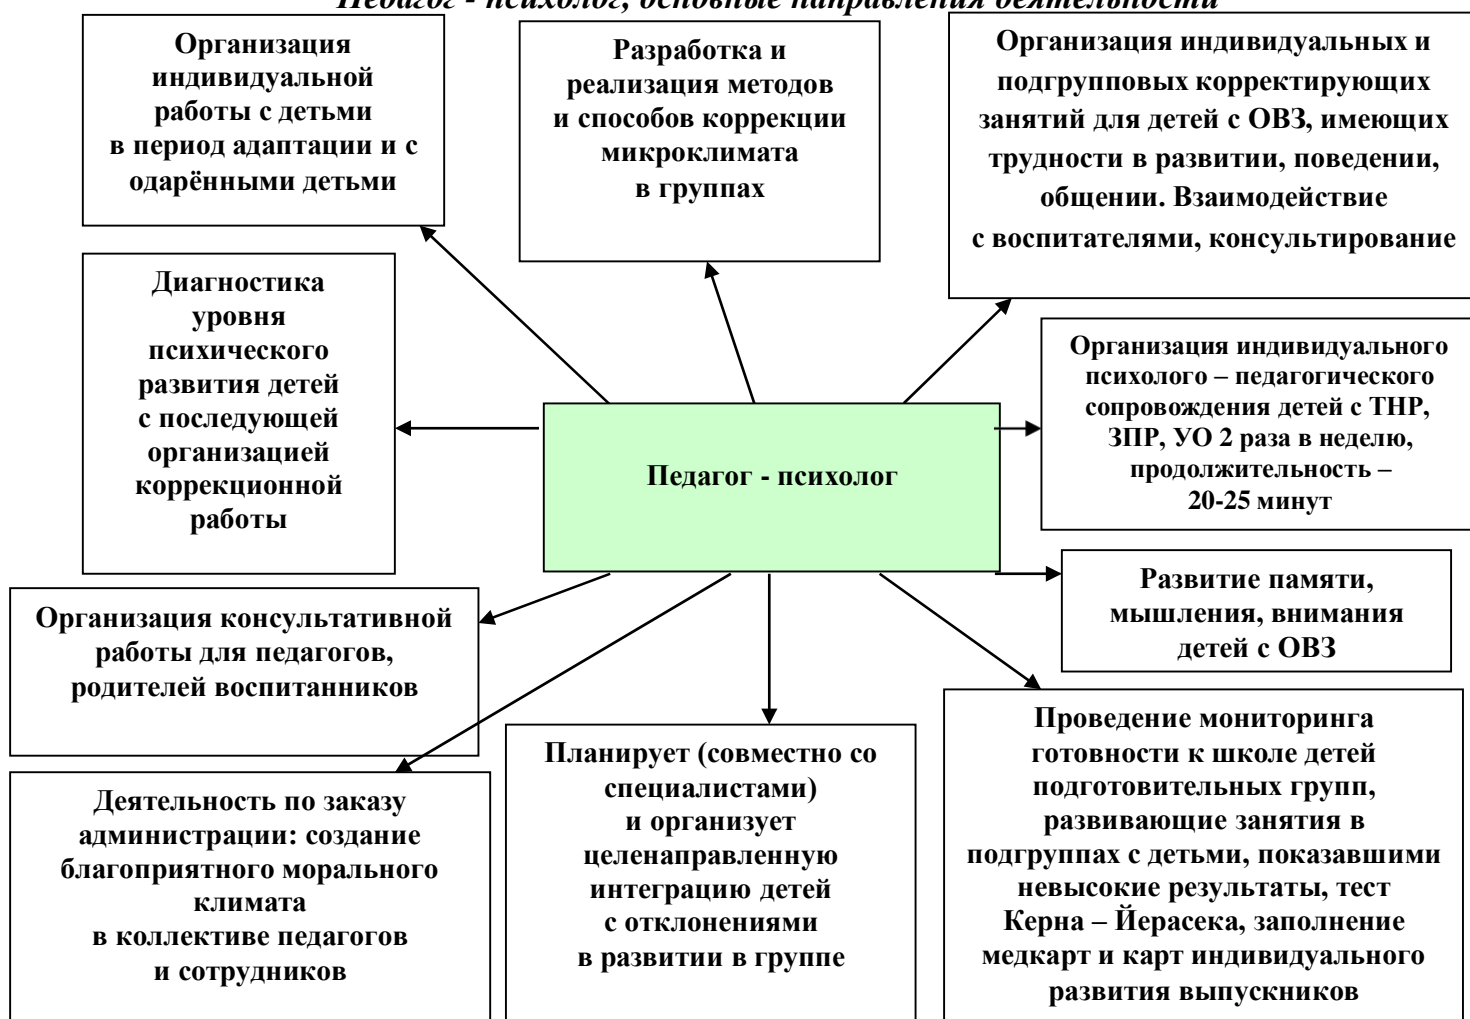 Педагог - психолог, основные направления деятельности
Организация
индивидуальной
работы с детьми
в период адаптации и с
одарёнными детьми
Разработка и
реализация методов
и способов коррекции
микроклимата
в группах
Организация индивидуальных и
подгрупповых корректирующих
занятий для детей с ОВЗ, имеющих
трудности в развитии, поведении,
общении. Взаимодействие
с воспитателями, консультирование
Диагностика
уровня
психического
развития детей
с последующей
организацией
коррекционной
работы
Педагог - психолог
Организация индивидуального
психолого – педагогического
сопровождения детей с ТНР,
ЗПР, УО 2 раза в неделю,
продолжительность –
20-25 минут
Развитие памяти,
мышления, внимания
детей с ОВЗ
Организация консультативной
работы для педагогов,
родителей воспитанников
Деятельность по заказу
администрации: создание
благоприятного морального
климата
в коллективе педагогов
и сотрудников
Планирует (совместно со
специалистами)
и организует
целенаправленную
интеграцию детей
с отклонениями
в развитии в группе
Проведение мониторинга
готовности к школе детей
подготовительных групп,
развивающие занятия в
подгруппах с детьми, показавшими
невысокие результаты, тест
Керна – Йерасека, заполнение
медкарт и карт индивидуального
развития выпускников